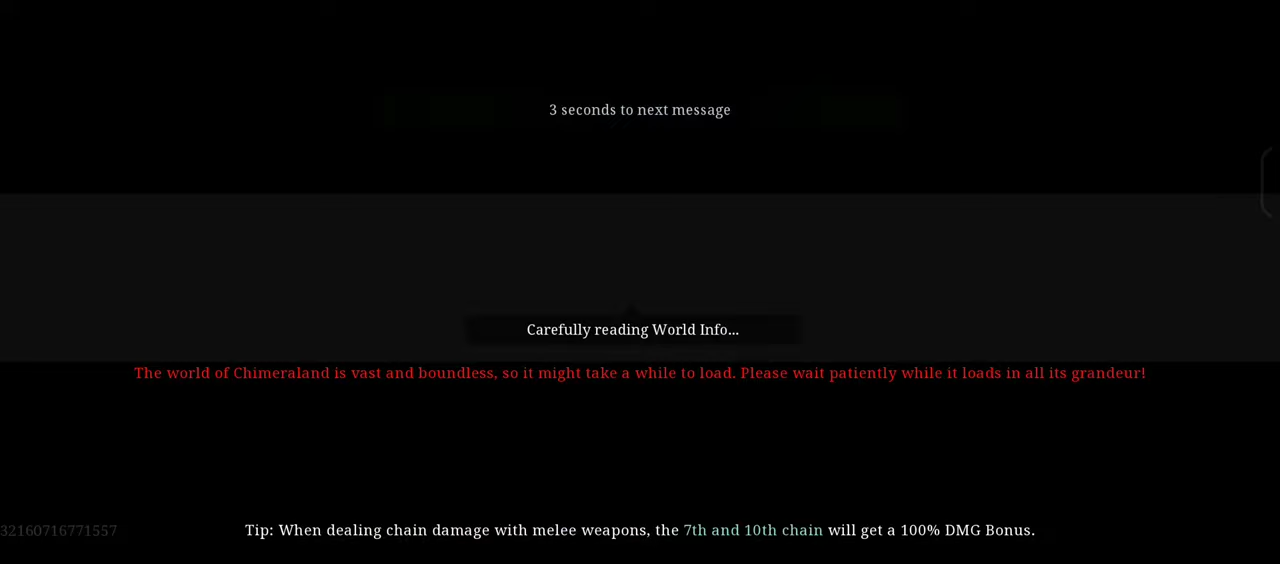 3 seconds to next message
Carefully reading World Info...
The world of Chimeraland is vast and boundless, so it might take a while to load. Please wait patiently while it loads in all its grandeur!
32160716771557
Tip: When dealing chain damage with melee weapons, the 7th and 10th chain will get a 100% DMG Bonus.